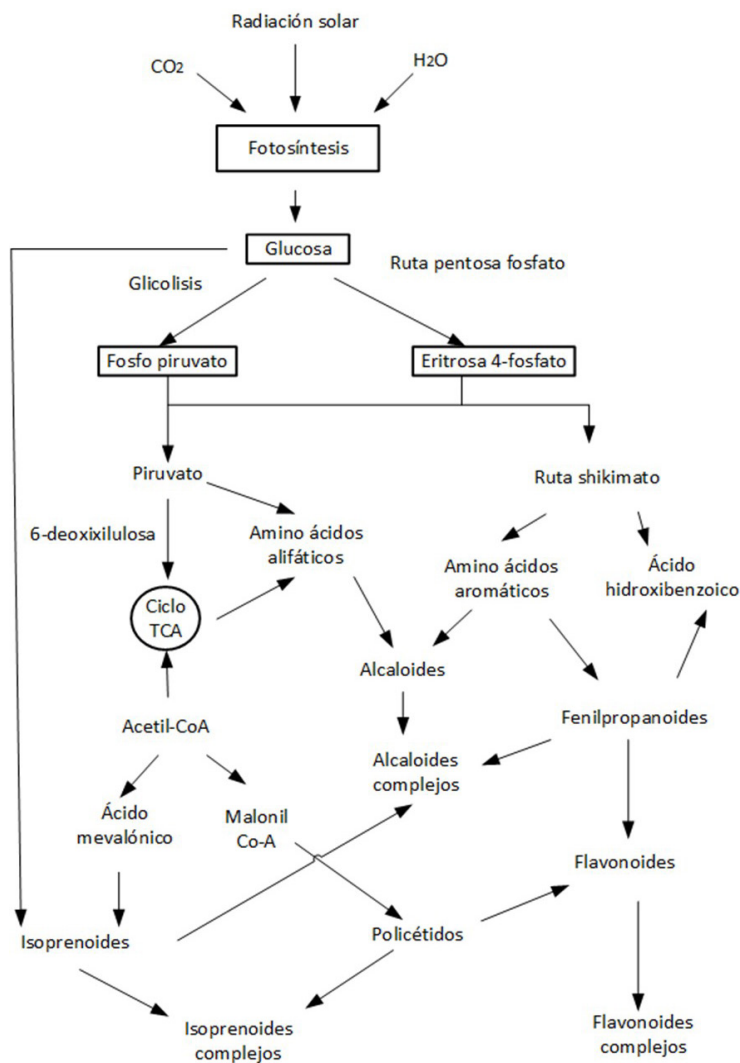 Radiación solar
CO2
H2O
Fotosíntesis
Glucosa
Ruta pentosa fosfato
Glicolisis
Fosfo piruvato
Eritrosa 4-fosfato
Piruvato
Ruta shikimato
6-deoxixilulosa
Amino ácidos
alifáticos
Amino ácidos
aromáticos
Ácido
hidroxibenzoico
Ciclo
TCA
Alcaloides
Acetil-CoA
Fenilpropanoides
Alcaloides
complejos
Ácido
mevalónico
Malonil
Co-A
Flavonoides
Isoprenoides
Policétidos
Isoprenoides
complejos
Flavonoides
complejos